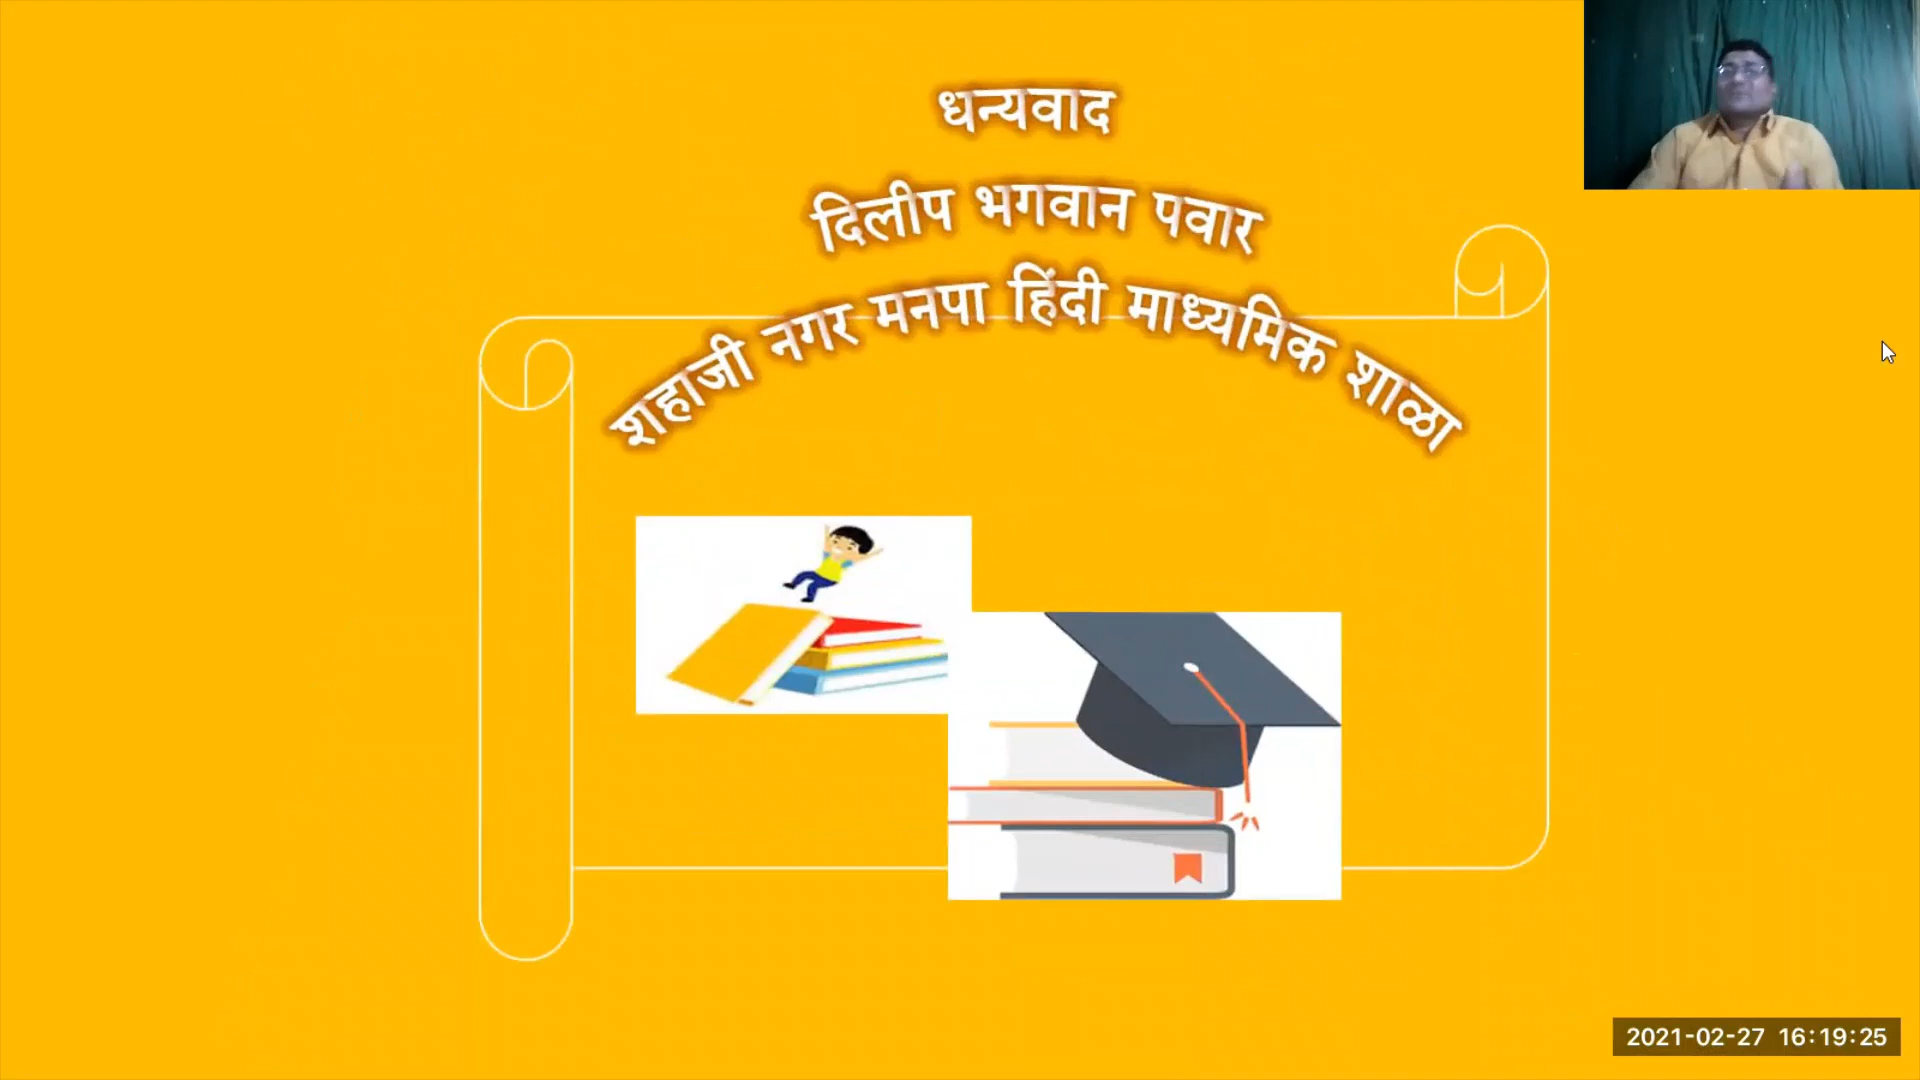 धन्यवाद
दिलीप भगवान पवार
शहाजी नगर मनपा हिंदी माध्यमिक शाळा
2021-02-27 16:19:25